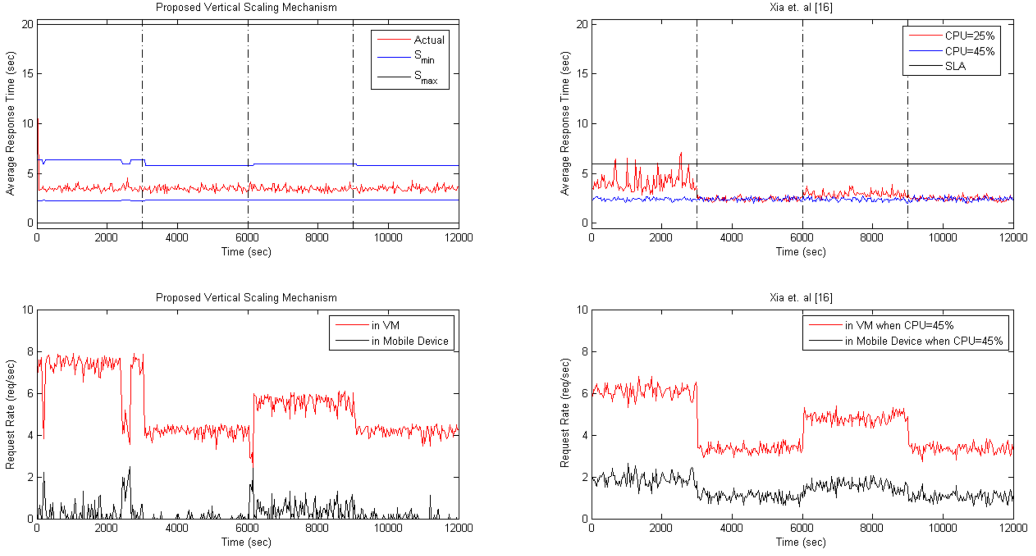 Proposed Vertical Scaling Mechanism
20
15
10
5
0
Average Response Time (sec)
Actual
S_min
S_max
0
2000
4000
6000
8000
10000
12000
Time (sec)
Xia et. al [16]
20
15
10
5
0
Average Response Time (sec)
CPU=25%
CPU=45%
SLA
0
2000
4000
6000
8000
10000
12000
Time (sec)
Proposed Vertical Scaling Mechanism
10
8
6
4
2
0
Request Rate (req/sec)
in VM
in Mobile Device
0
2000
4000
6000
8000
10000
12000
Time (sec)
Xia et. al [16]
10
8
6
4
2
0
Request Rate (req/sec)
in VM when CPU=45%
in Mobile Device when CPU=45%
0
2000
4000
6000
8000
10000
12000
Time (sec)